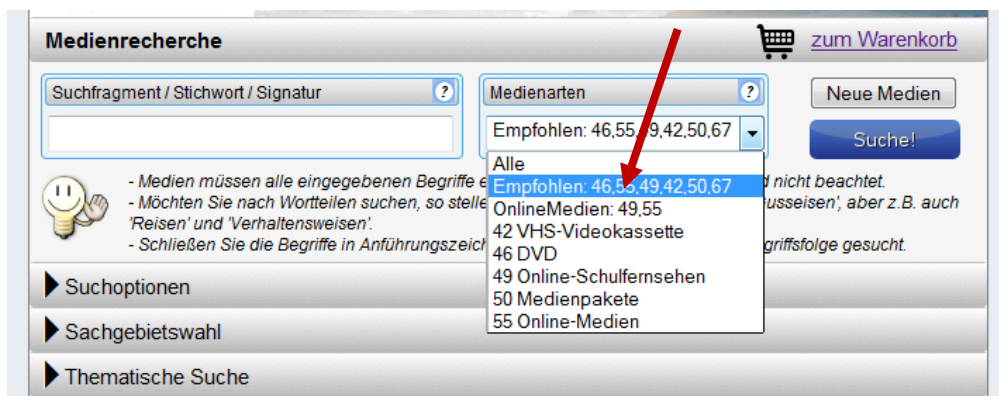 Medienrecherche
zum Warenkorb
Suchfragment / Stichwort / Signatur ?
Medienarten ?
Neue Medien
Empfohlen: 46,55,49,42,50,67
Suche!
Alle
Empfohlen: 46,55,49,42,50,67
OnlineMedien: 49,55
42 VHS-Videokassette
46 DVD
49 Online-Schulfernsehen
50 Medienpakete
55 Online-Medien
- Medien müssen alle eingegebenen Begriffe nicht beachtet.
- Möchten Sie nach Wortteilen suchen, so aber z.B. auch
'Reisen' und 'Verhaltensweisen'.
- Schließen Sie die Begriffe in gesucht.
Suchoptionen
Sachgebietswahl
Thematische Suche